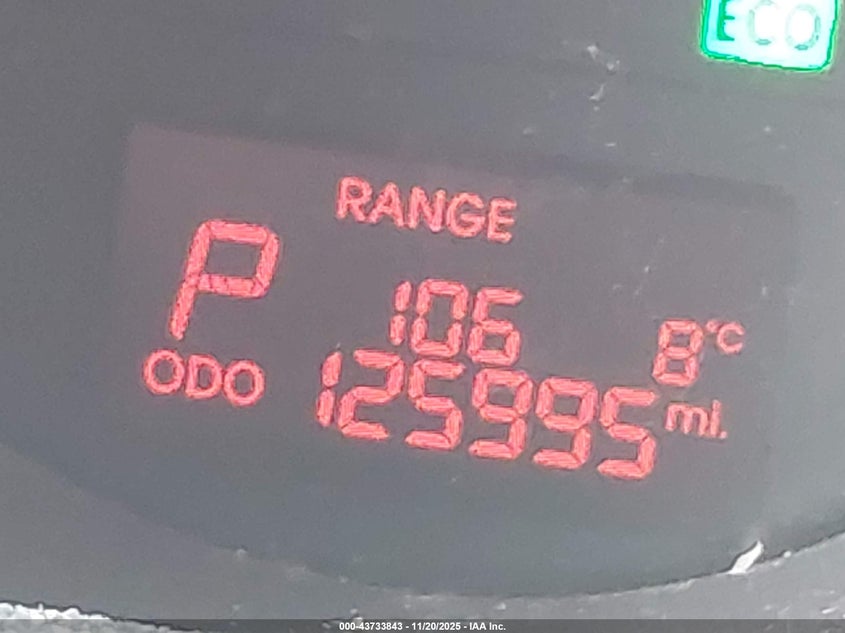 ECO
RANGE
P
106
8°C
ODO 125995 mi.
000-43733843 - 11/20/2025 - IAA Inc.